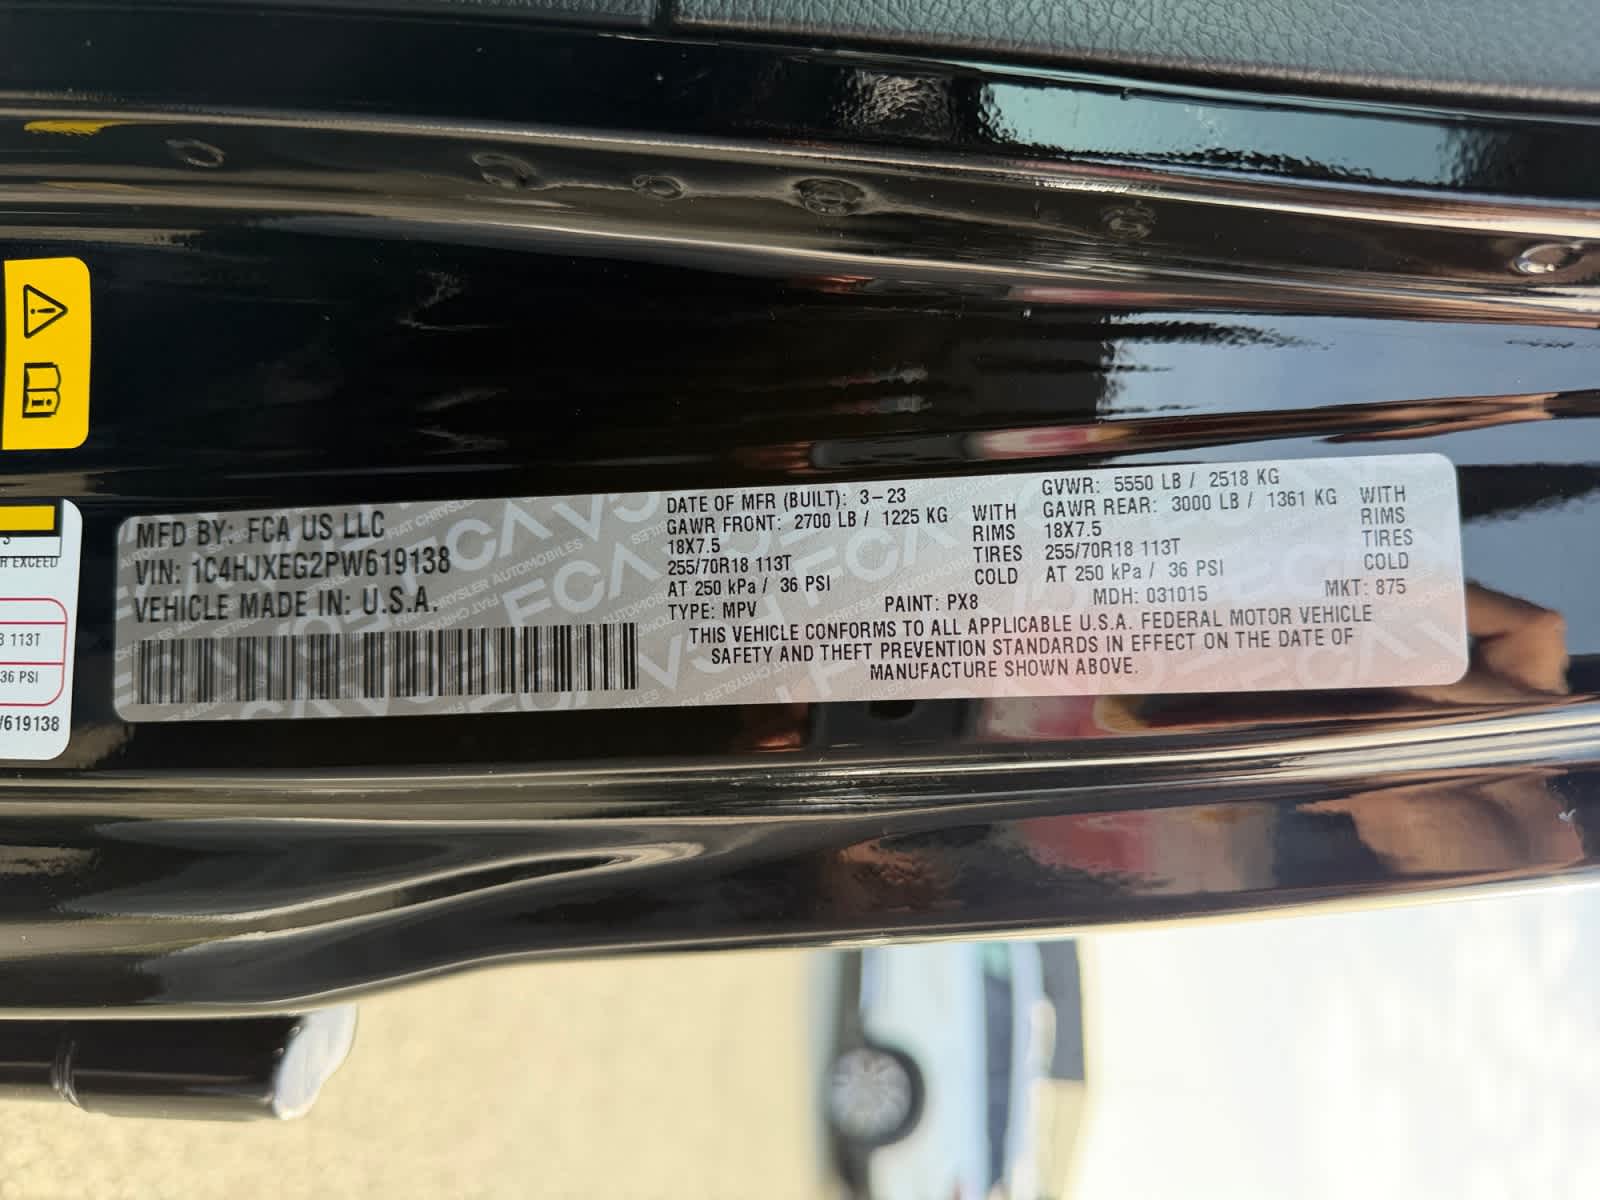 MFD BY: FCA US LLC
VIN: 1C4HJXEG2PW619138
VEHICLE MADE IN: U.S.A.
DATE OF MFR (BUILT): 3-23
GAWR FRONT: 2700 LB / 1225 KG WITH
18X7.5 RIMS
255/70R18 113T TIRES
AT 250 kPa / 36 PSI COLD
TYPE: MPV PAINT: PX8
GVWR: 5550 LB / 2518 KG
GAWR REAR: 3000 LB / 1361 KG WITH
18X7.5 RIMS
255/70R18 113T TIRES
AT 250 kPa / 36 PSI COLD
MDH: 031015 MKT: 875
THIS VEHICLE CONFORMS TO ALL APPLICABLE U.S.A. FEDERAL MOTOR VEHICLE
SAFETY AND THEFT PREVENTION STANDARDS IN EFFECT ON THE DATE OF
MANUFACTURE SHOWN ABOVE.
EXCEED
113T
36 PSI
619138